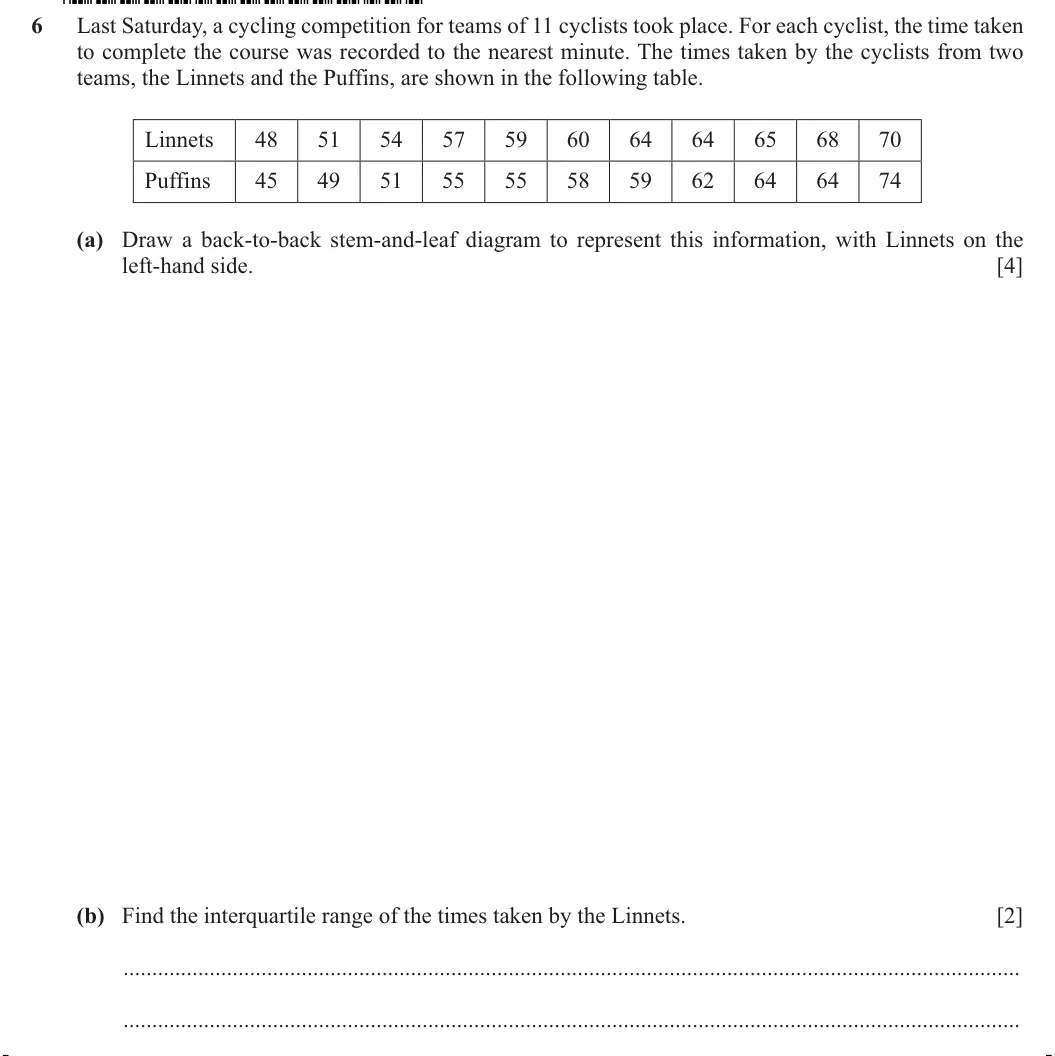 6 Last Saturday, a cycling competition for teams of 11 cyclists took place. For each cyclist, the time taken
to complete the course was recorded to the nearest minute. The times taken by the cyclists from two
teams, the Linnets and the Puffins, are shown in the following table.
Linnets 48 51 54 57 59 60 64 64 65 68 70
Puffins 45 49 51 55 55 58 59 62 64 64 74
(a) Draw a back-to-back stem-and-leaf diagram to represent this information, with Linnets on the
left-hand side. [4]
(b) Find the interquartile range of the times taken by the Linnets. [2]